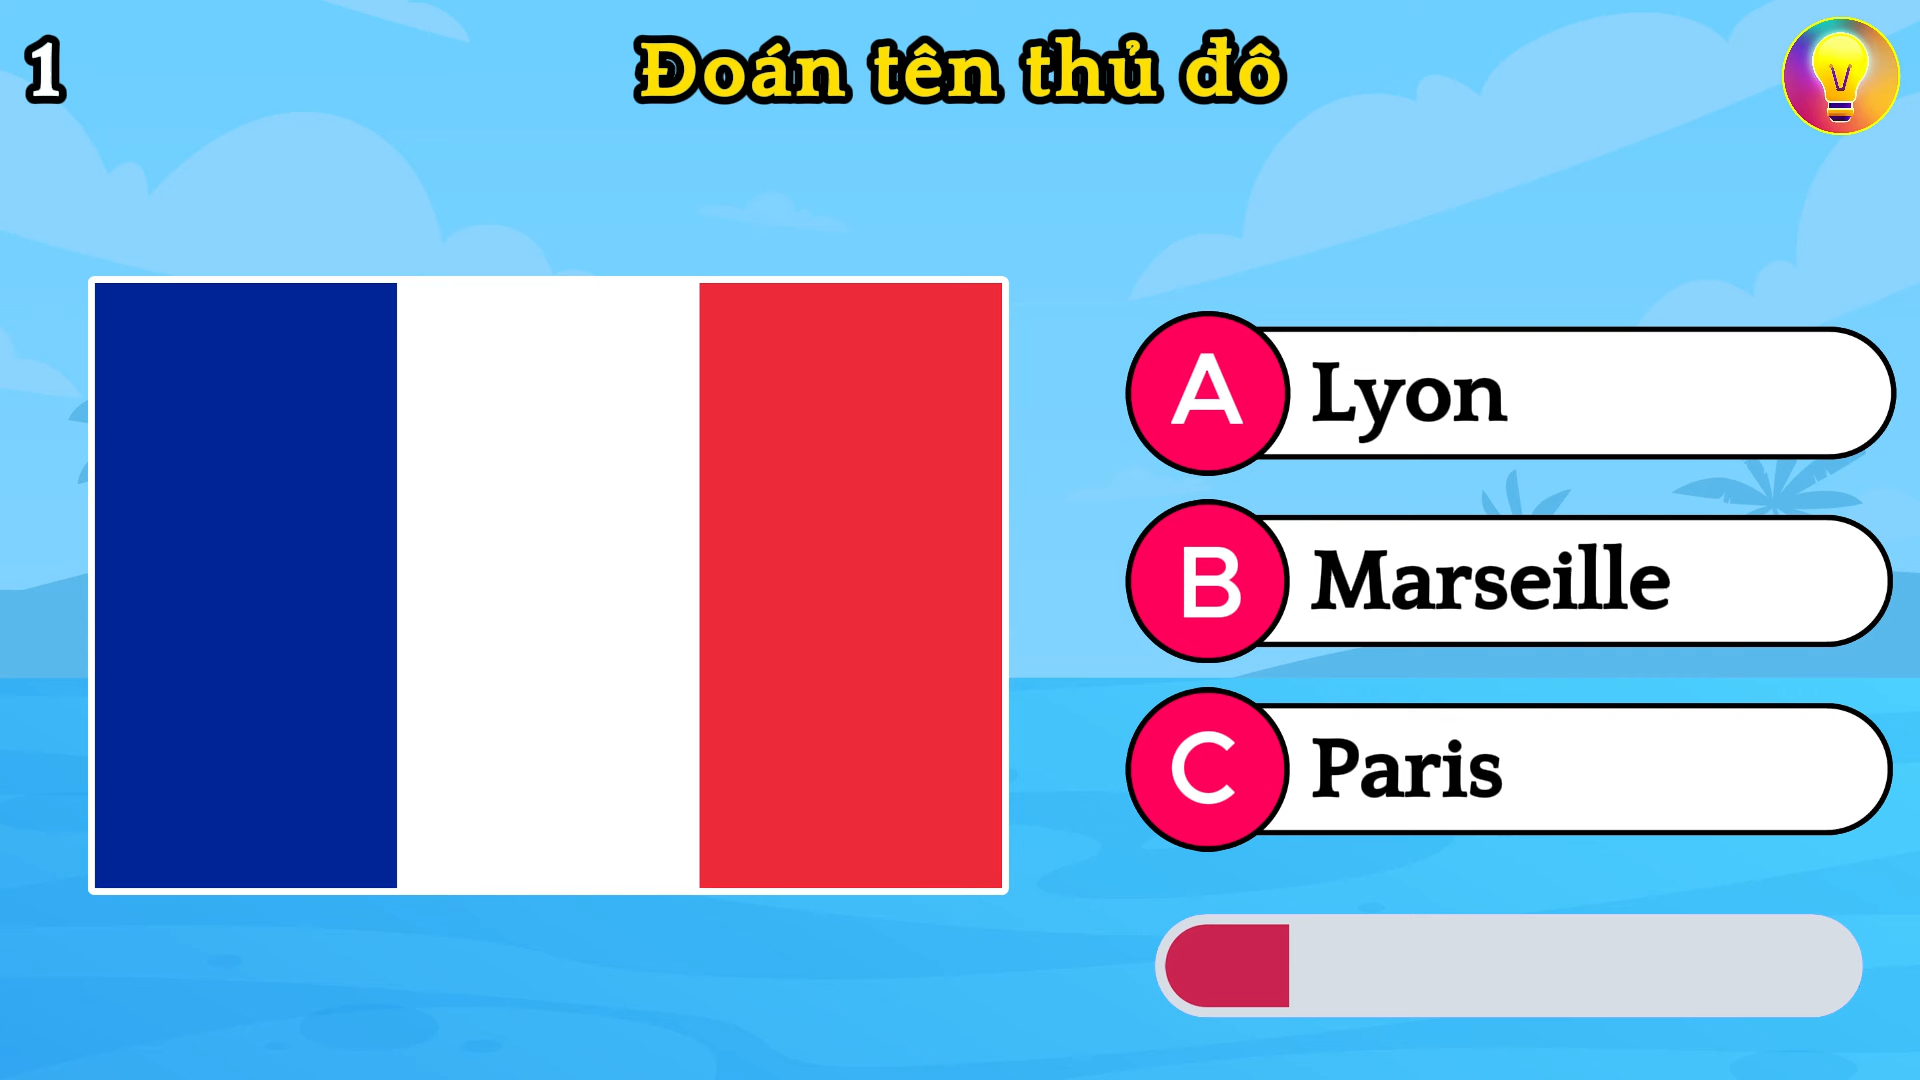 1
Đoán tên thủ đô
A Lyon
B Marseille
C Paris